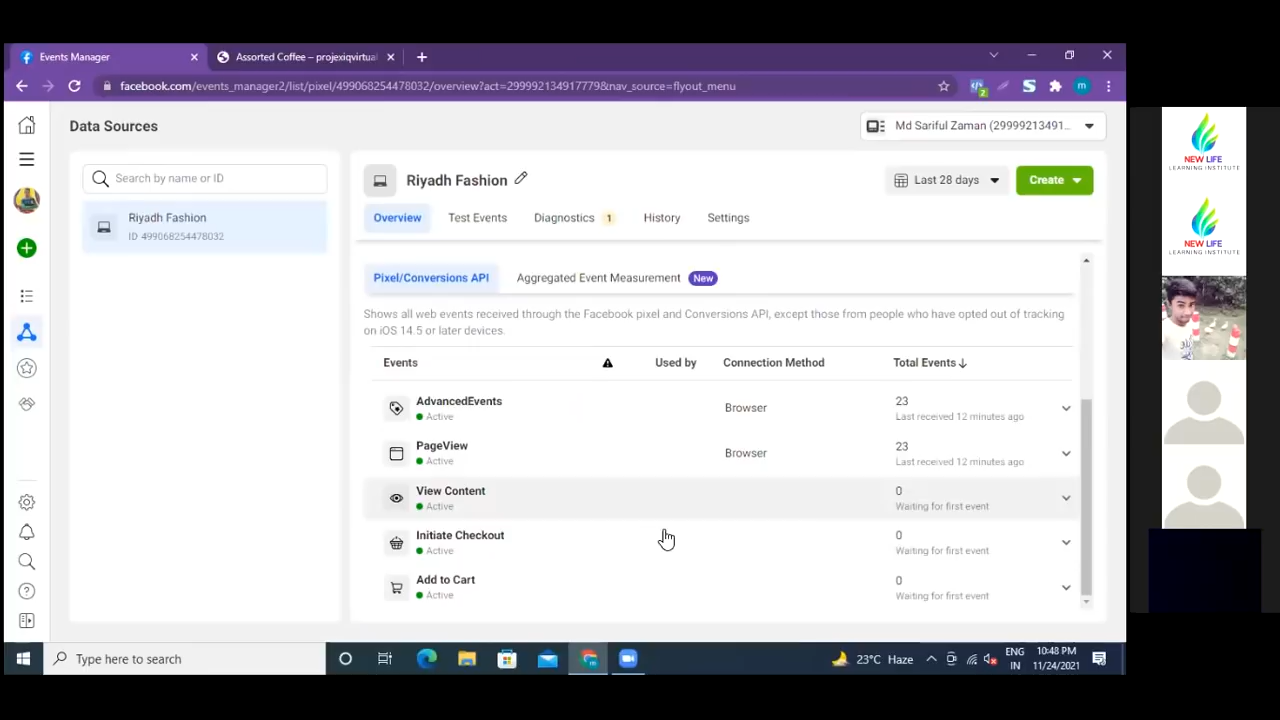 Events Manager
Assorted Coffee – projexiqvirtual
facebook.com/events_manager2/list/pixel/499068254478032/overview?act=299992134917779&nav_source=flyout_menu
2
m
Data Sources
Md Sariful Zaman (29999213491...
Search by name or ID
Riyadh Fashion
ID 499068254478032
Riyadh Fashion
Last 28 days
Create
Overview
Test Events
Diagnostics 1
History
Settings
Pixel/Conversions API
Aggregated Event Measurement New
Shows all web events received through the Facebook pixel and Conversions API, except those from people who have opted out of tracking
on iOS 14.5 or later devices.
Events Used by Connection Method Total Events
AdvancedEvents
Active
Browser
23
Last received 12 minutes ago
PageView
Active
Browser
23
Last received 12 minutes ago
View Content
Active
0
Waiting for first event
Initiate Checkout
Active
0
Waiting for first event
Add to Cart
Active
0
Waiting for first event
Type here to search
23°C Haze
ENG
IN
10:48 PM
11/24/2021
NEW LIFE
LEARNING INSTITUTE
NEW LIFE
LEARNING INSTITUTE